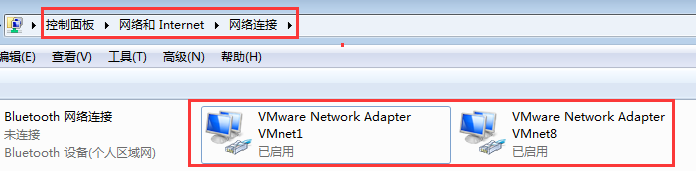 控制面板 网络和 Internet 网络连接
编辑(E) 查看(V) 工具(T) 高级(N) 帮助(H)
Bluetooth 网络连接
未连接
Bluetooth 设备(个人区域网)
VMware Network Adapter
VMnet1
已启用
VMware Network Adapter
VMnet8
已启用